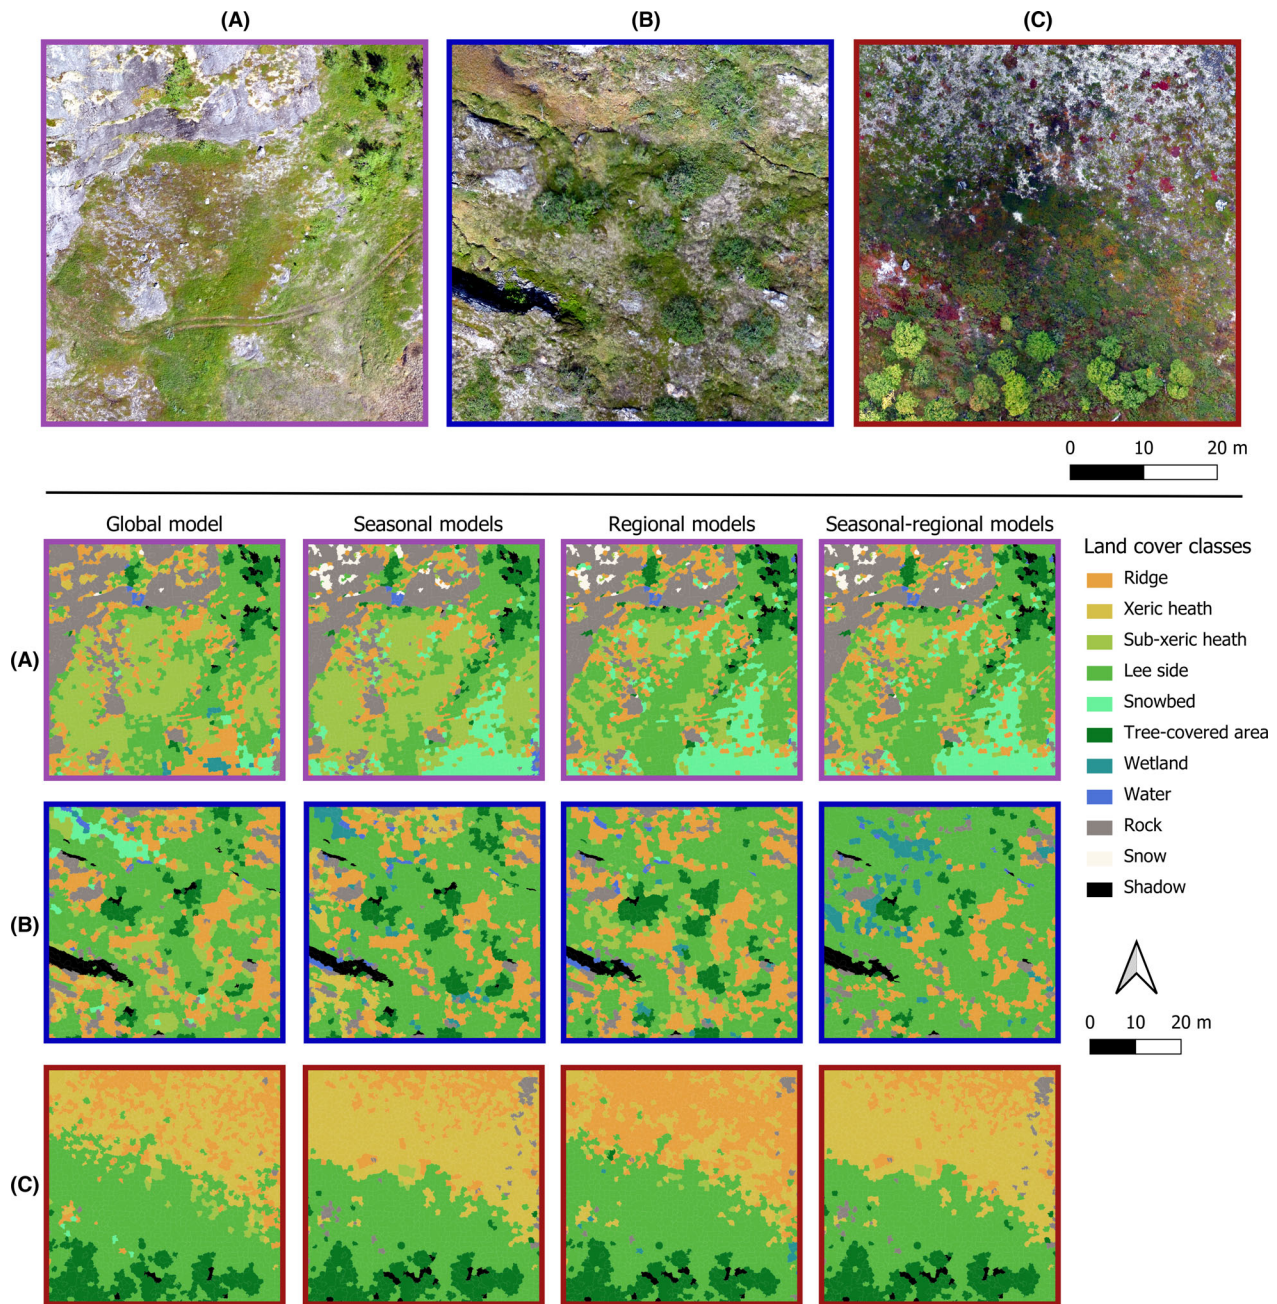 (A)
(B)
(C)
0 10 20 m
Global model
Seasonal models
Regional models
Seasonal-regional models
(A)
(B)
(C)
Land cover classes
Ridge
Xeric heath
Sub-xeric heath
Lee side
Snowbed
Tree-covered area
Wetland
Water
Rock
Snow
Shadow
0 10 20 m